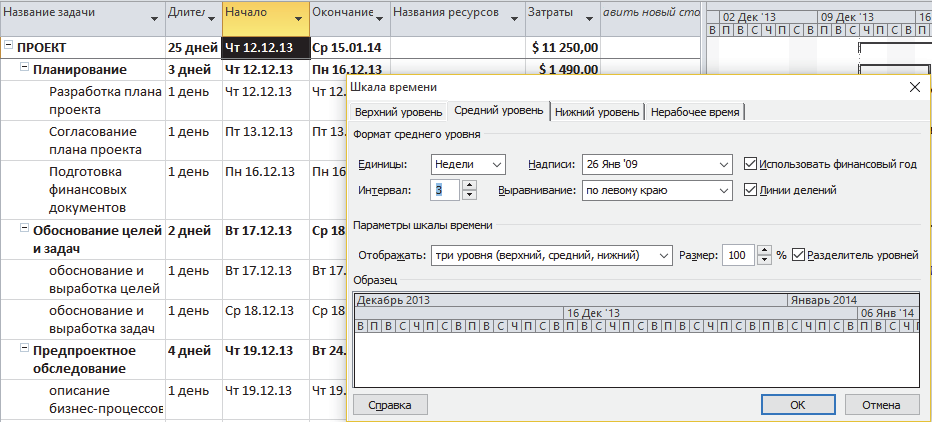 Название задачи Длител Начало Окончание Названия ресурсов Затраты авить новый сто
02 Дек '13 09 Дек '13 16
В П В С Ч П С В П В С Ч П С В П
ПРОЕКТ 25 дней Чт 12.12.13 Ср 15.01.14 $ 11 250,00
Планирование 3 дней Чт 12.12.13 Пн 16.12.13 $ 1 490,00
Разработка плана проекта 1 день Чт 12.12.13 Чт 12.
Согласование плана проекта 1 день Пт 13.12.13 Пт 13.
Подготовка финансовых документов 1 день Пн 16.12.13 Пн 16.
Обоснование целей и задач 2 дней Вт 17.12.13 Ср 18
обоснование и выработка целей 1 день Вт 17.12.13 Вт 17.
обоснование и выработка задач 1 день Ср 18.12.13 Ср 18
Предпроектное обследование 4 дней Чт 19.12.13 Вт 24.
описание бизнес-процессов 1 день Чт 19.12.13 Чт 19.
Шкала времени
Верхний уровень Средний уровень Нижний уровень Нерабочее время
Формат среднего уровня
Единицы: Недели Надписи: 26 Янв '09 Использовать финансовый год
Интервал: 3 Выравнивание: по левому краю Линии делений
Параметры шкалы времени
Отображать: три уровня (верхний, средний, нижний) Размер: 100 % Разделитель уровней
Образец
Декабрь 2013 Январь 2014
16 Дек '13 06 Янв '14
В П В С Ч П С В П В С Ч П С В П В С Ч П С В П В С Ч П С В П В С Ч П С В П В С Ч П
Справка ОК Отмена